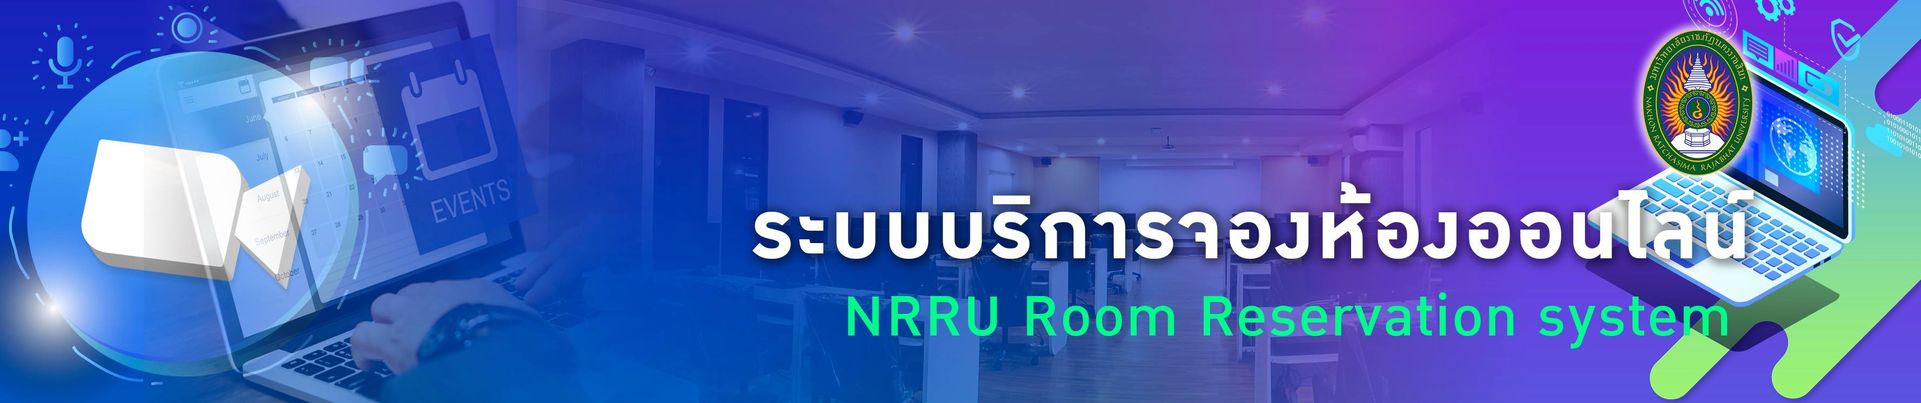 June
July
August
September
October
EVENTS
มหาวิทยาลัยราชภัฏนครราชสีมา
NAKHON RATCHASIMA RAJABHAT UNIVERSITY
ระบบบริการจองห้องออนไลน์
NRRU Room Reservation system